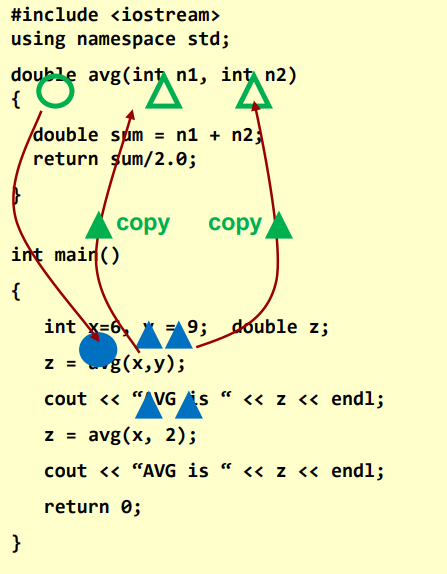 #include <iostream>
using namespace std;
double avg(int n1, int n2)
{
double sum = n1 + n2;
return sum/2.0;
}
copy copy
int main()
{
int x=6, y = 9; double z;
z = avg(x,y);
cout << “AVG is “ << z << endl;
z = avg(x, 2);
cout << “AVG is “ << z << endl;
return 0;
}